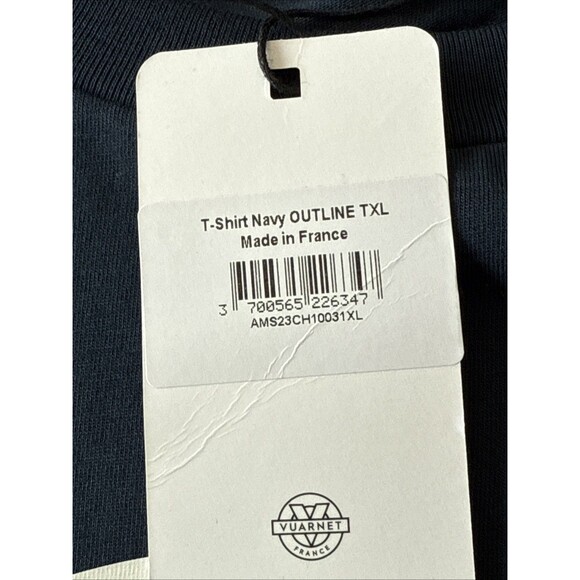 T-Shirt Navy OUTLINE TXL
Made in France
3 700565 226347
AMS23CH10031XL
VUARNET
FRANCE